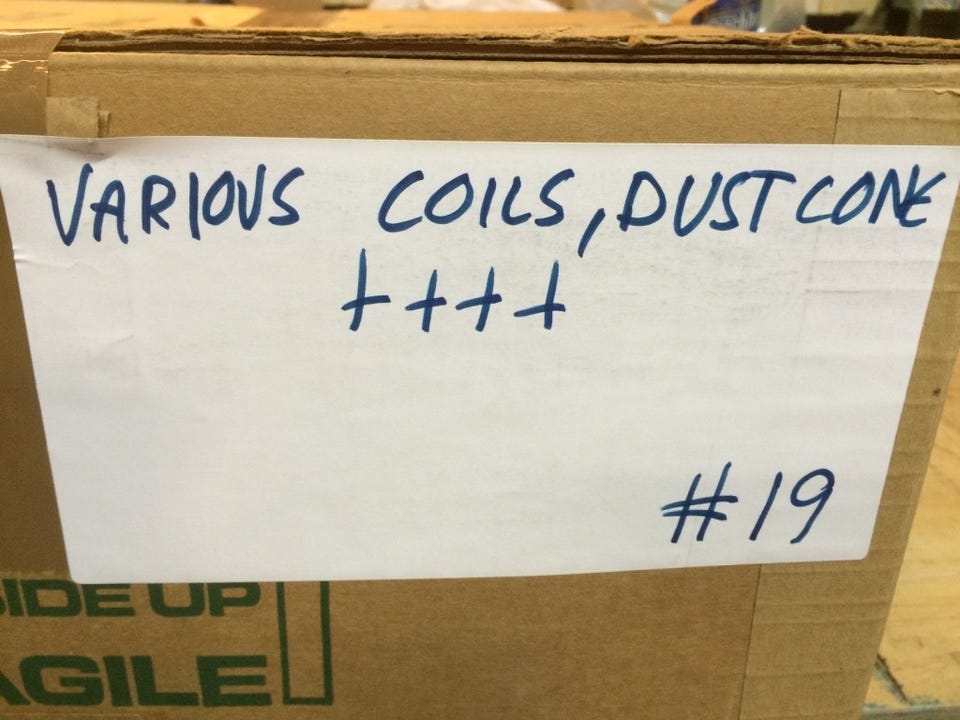 VARIOUS COILS, DUST CONE
++++
#19
SIDE UP
AGILE